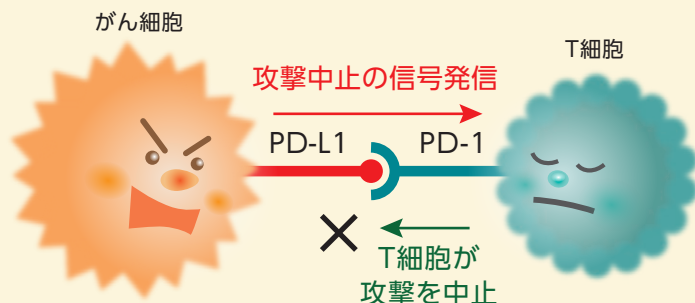 がん細胞
T細胞
攻撃中止の信号発信
PD-L1
PD-1
T細胞が
攻撃を中止